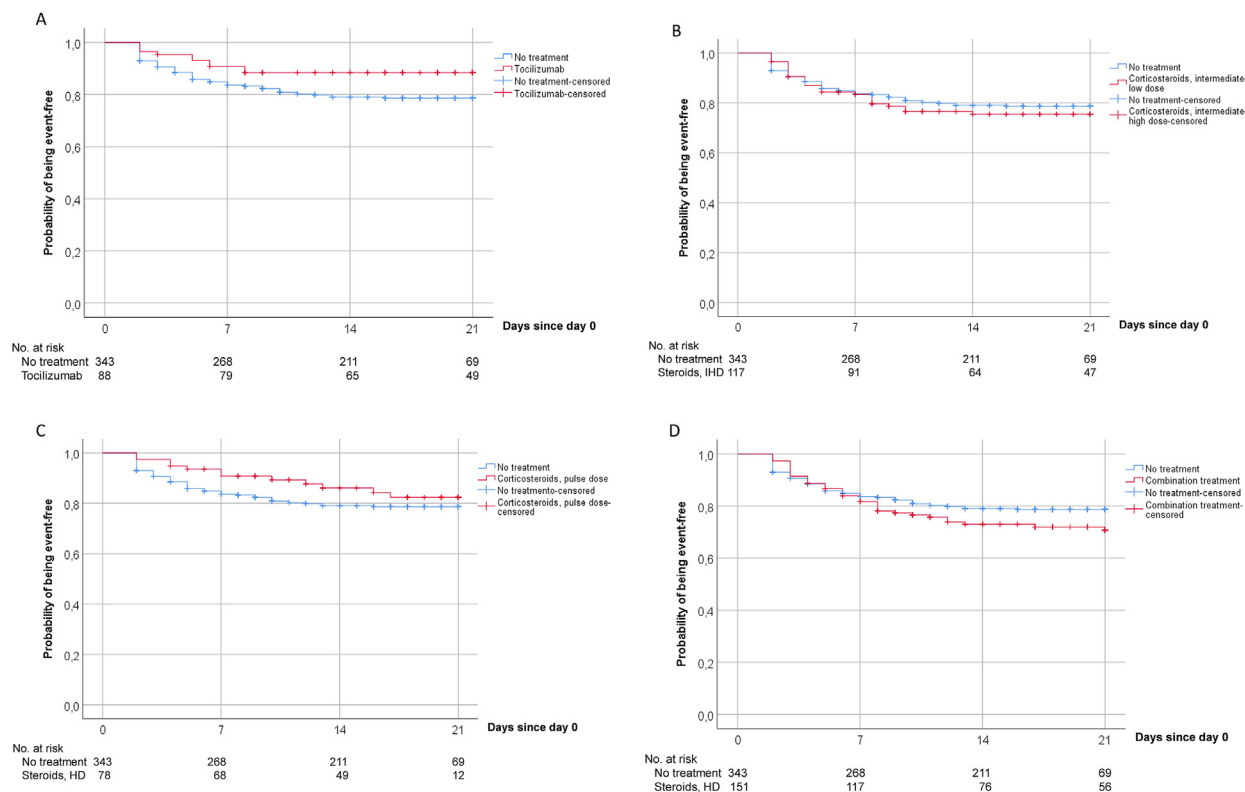 A
1,0
0,8
0,6
0,4
0,2
0,0
Probability of being event-free
No treatment
Tocilizumab
No treatment-censored
Tocilizumab-censored
0 7 14 21
Days since day 0
No. at risk
No treatment 343 268 211 69
Tocilizumab 88 79 65 49
B
1,0
0,8
0,6
0,4
0,2
0,0
Probability of being event-free
No treatment
Corticosteroids, intermediate
low dose
No treatment-censored
Corticosteroids, intermediate
high dose-censored
0 7 14 21
Days since day 0
No. at risk
No treatment 343 268 211 69
Steroids, IHD 117 91 64 47
C
1,0
0,8
0,6
0,4
0,2
0,0
Probability of being event-free
No treatment
Corticosteroids, pulse dose
No treatmento-censored
Corticosteroids, pulse dose-
censored
0 7 14 21
Days since day 0
No. at risk
No treatment 343 268 211 69
Steroids, HD 78 68 49 12
D
1,0
0,8
0,6
0,4
0,2
0,0
Probability of being event-free
No treatment
Combination treatment
No treatment-censored
Combination treatment-
censored
0 7 14 21
Days since day 0
No. at risk
No treatment 343 268 211 69
Steroids, HD 151 117 76 56